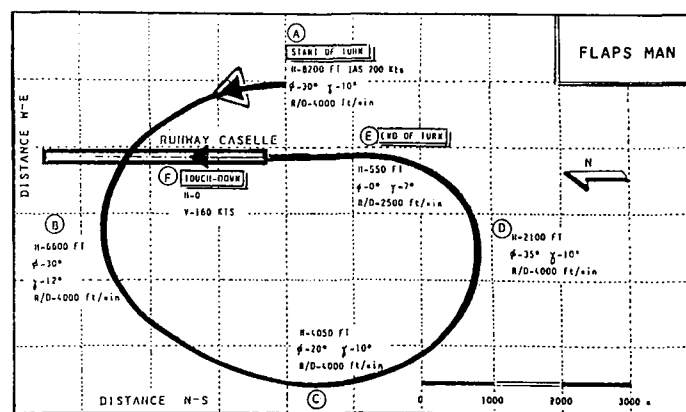 A
START OF TURN
H-8200 FT IAS 200 Kts
ϕ-30° γ-10°
R/D-4000 ft/min
FLAPS MAN
RUNWAY CASELLE
E
END OF TURN
H-550 FT
ϕ-0° γ-7°
R/D-2500 ft/min
N
F
TOUCH-DOWN
H-0
V-160 KTS
B
H-6600 FT
ϕ-30°
γ-12°
R/D-4000 ft/min
D
H-2100 FT
ϕ-35° γ-10°
R/D-4000 ft/min
H-4050 FT
ϕ-20° γ-10°
R/D-4000 ft/min
C
0 1000 2000 3000 m
DISTANCE N-S
DISTANCE W-E